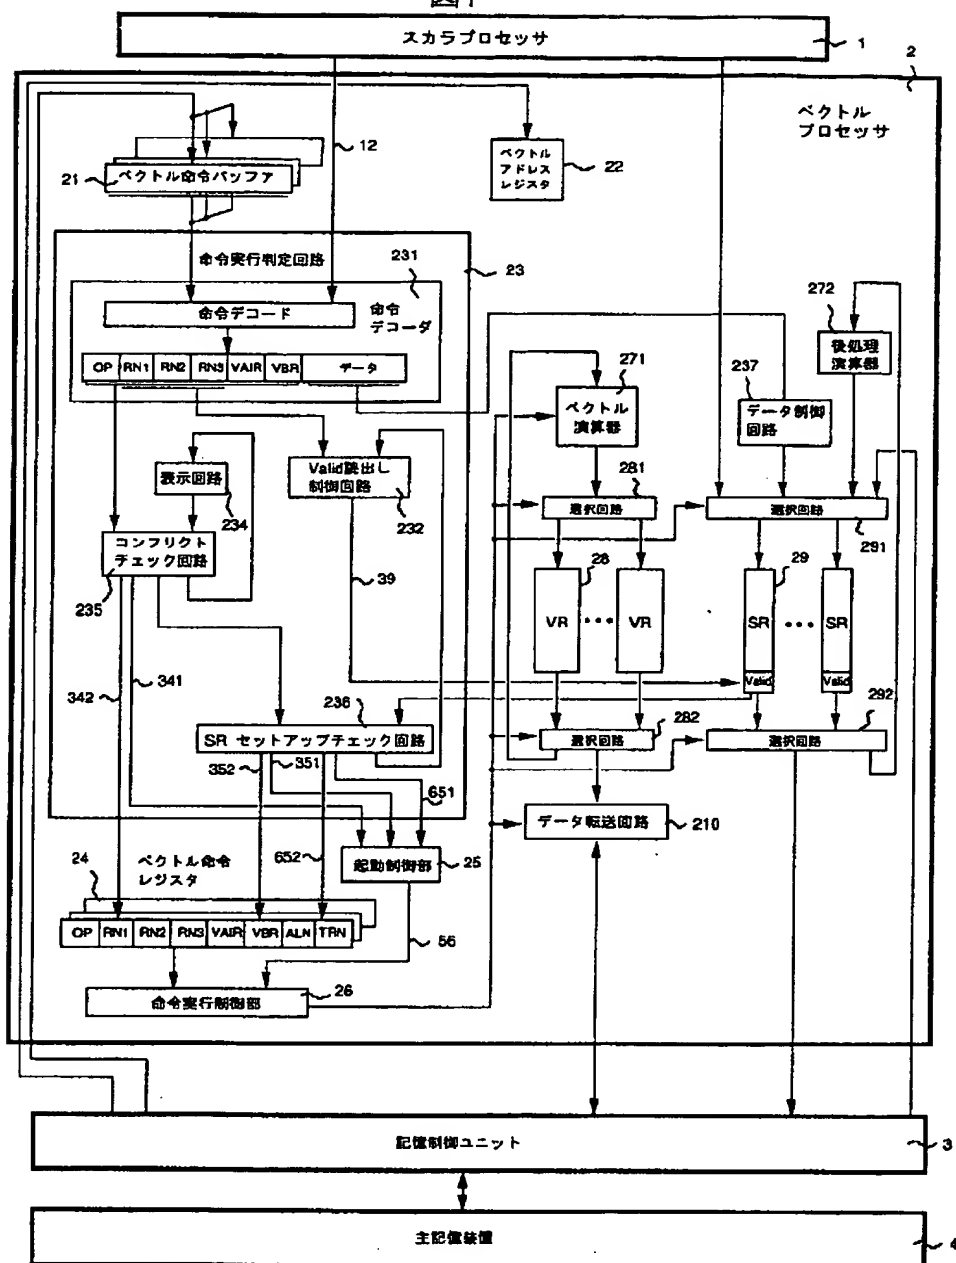 図1
スカラプロセッサ
1
2
ベクトル
プロセッサ
12
ベクトル
アドレス
レジスタ
22
21
ベクトル命令バッファ
命令実行判定回路
23
231
命令デコード
命令
デコーダ
OP RN1 RN2 RN3 VAIR VBR データ
272
後処理
演算器
271
ベクトル
演算器
237
データ制御
回路
表示回路
234
Valid読出し
制御回路
232
281
選択回路
選択回路
291
コンフリクト
チェック回路
235
39
28
VR ・・・ VR
29
SR ・・・ SR
Valid Valid
342
341
236
SR セットアップチェック回路
282
選択回路
292
選択回路
352
351
651
データ転送回路
210
652
起動制御部
25
24
ベクトル命令
レジスタ
OP RN1 RN2 RN3 VAIR VBR ALN TRN
56
命令実行制御部
26
記憶制御ユニット
3
主記憶装置
4